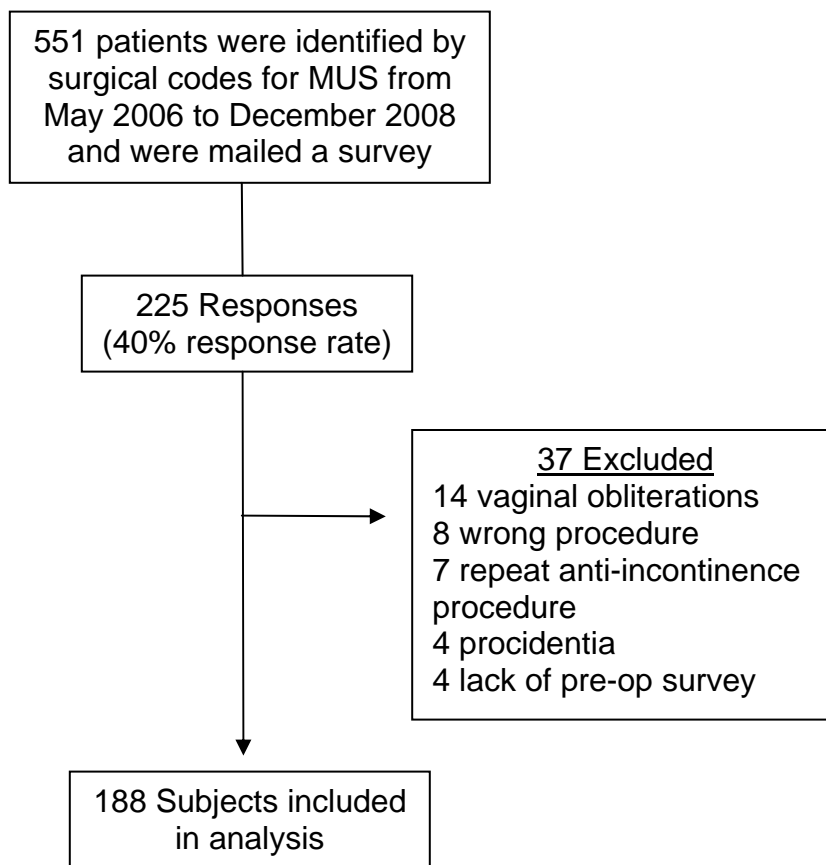 551 patients were identified by
surgical codes for MUS from
May 2006 to December 2008
and were mailed a survey
225 Responses
(40% response rate)
37 Excluded
14 vaginal obliterations
8 wrong procedure
7 repeat anti-incontinence
procedure
4 procidentia
4 lack of pre-op survey
188 Subjects included
in analysis